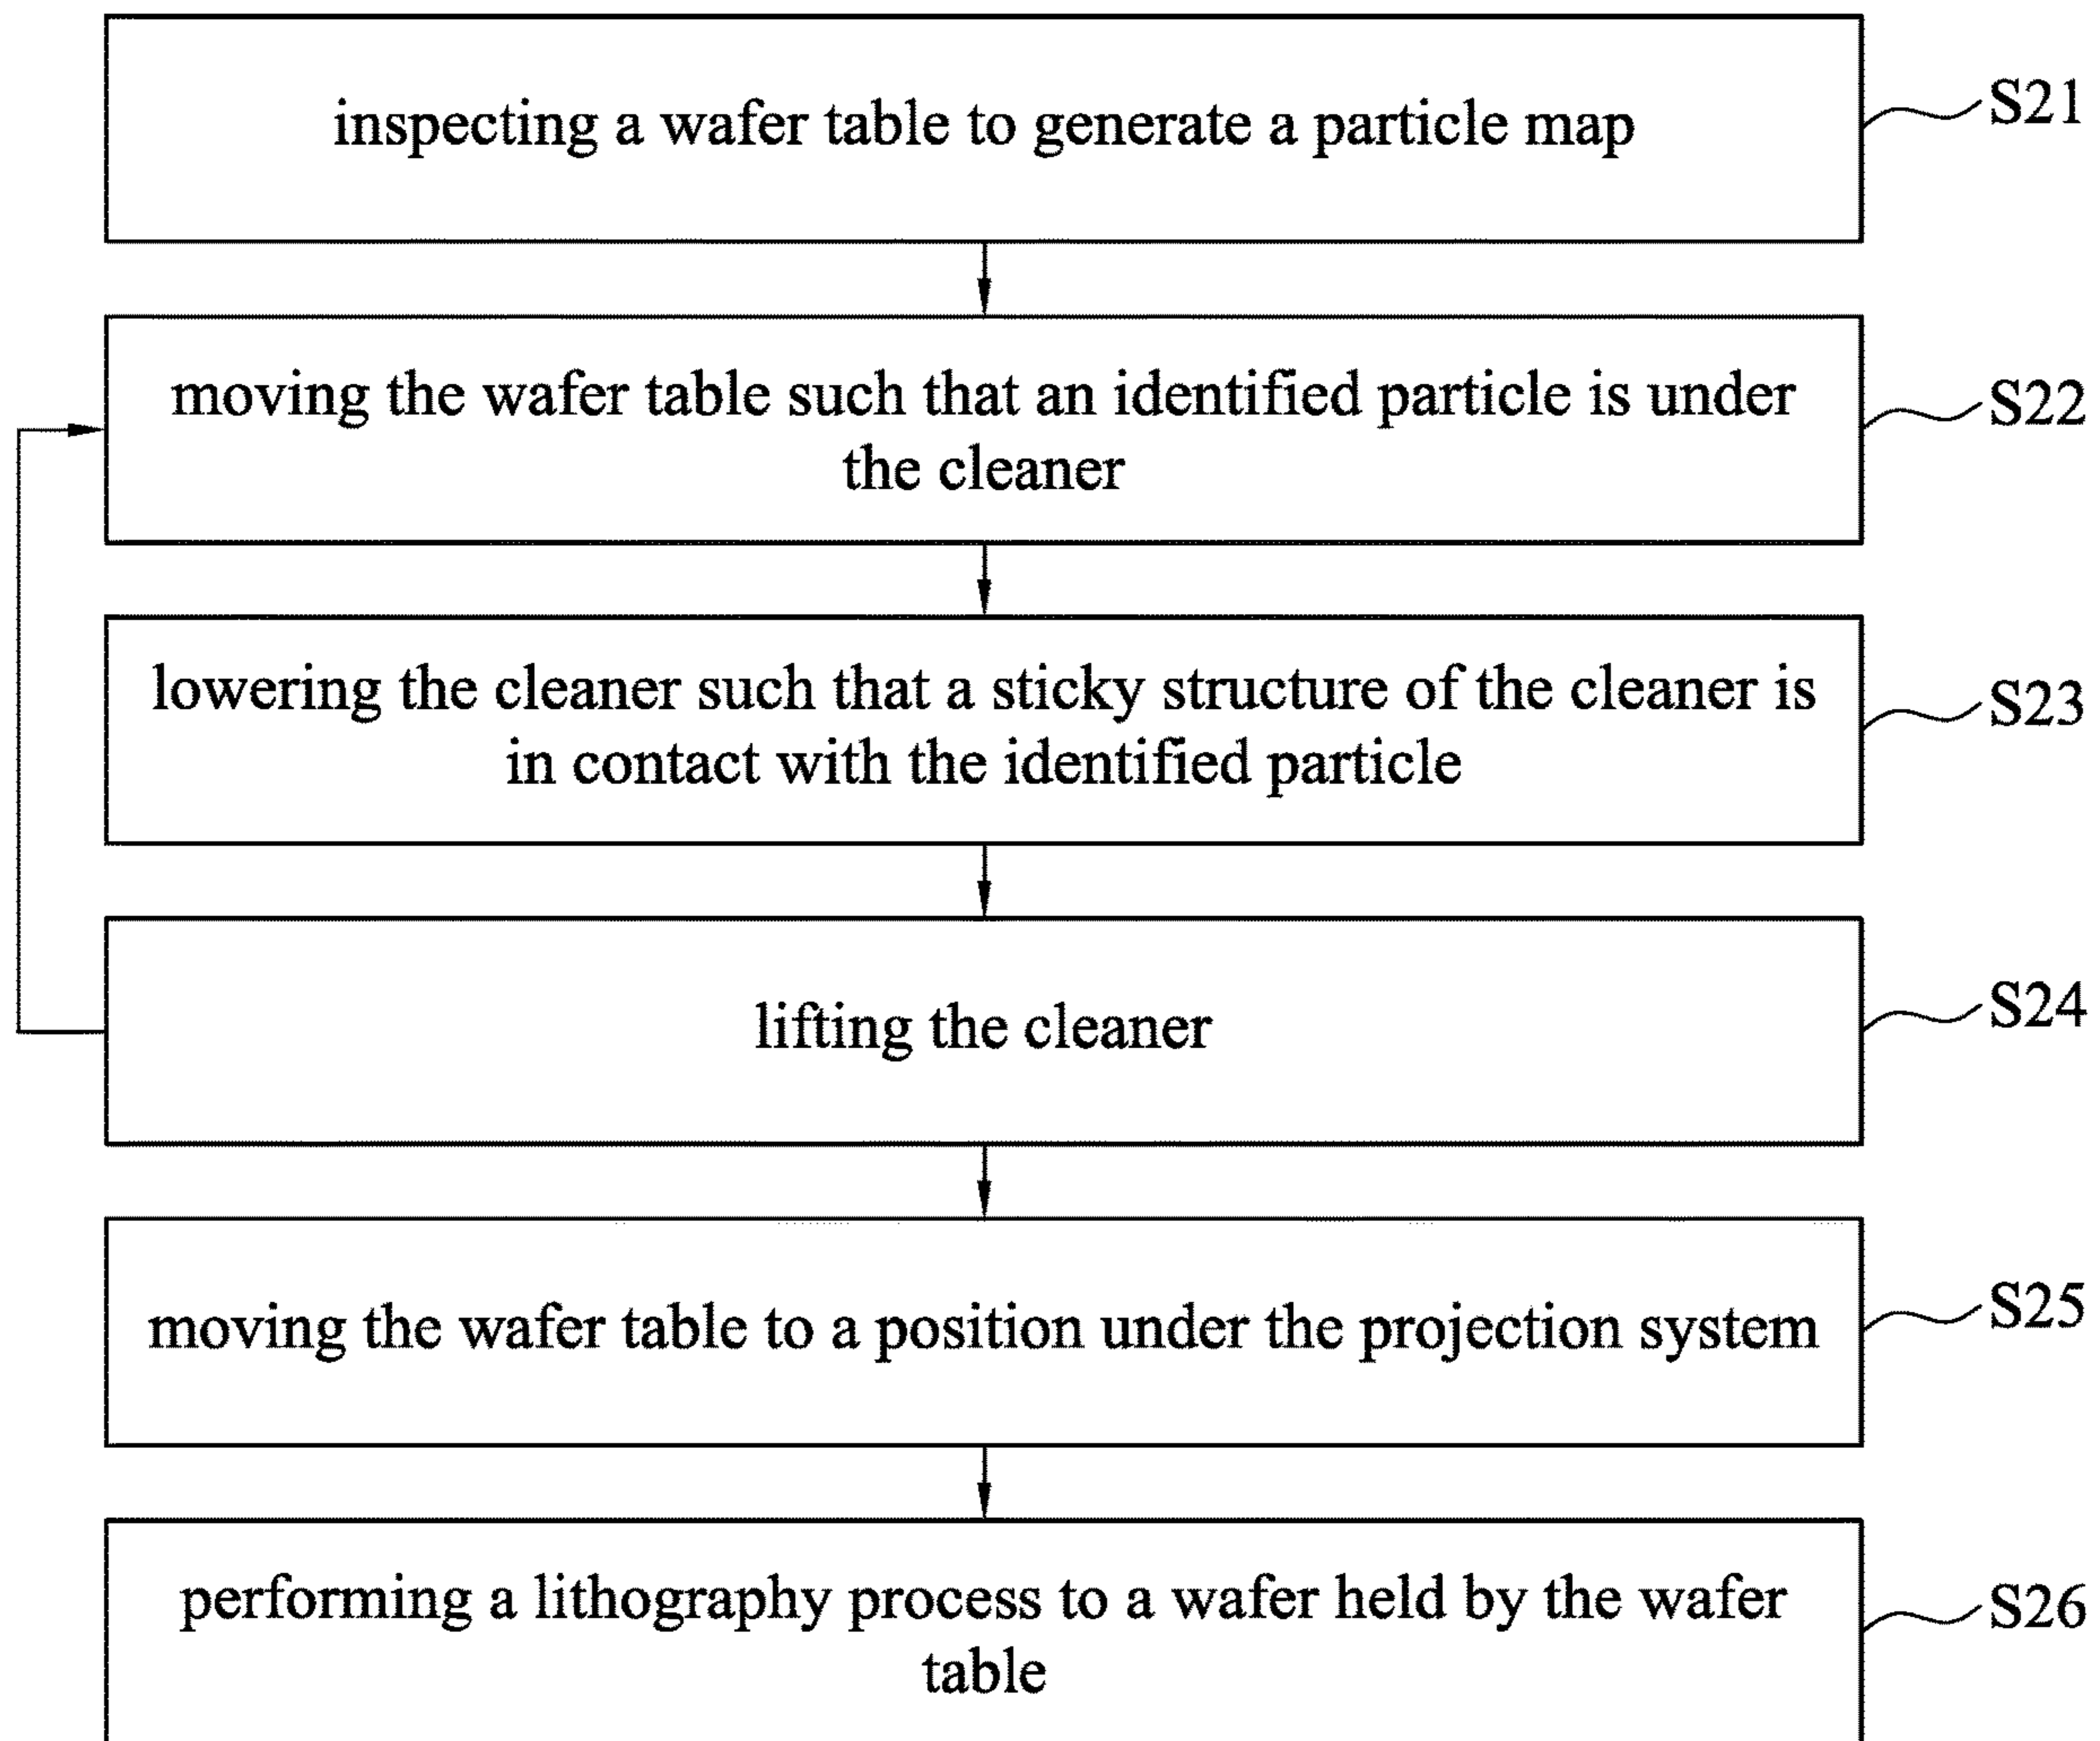 inspecting a wafer table to generate a particle map
S21
moving the wafer table such that an identified particle is under
the cleaner
S22
lowering the cleaner such that a sticky structure of the cleaner is
in contact with the identified particle
S23
lifting the cleaner
S24
moving the wafer table to a position under the projection system
S25
performing a lithography process to a wafer held by the wafer
table
S26